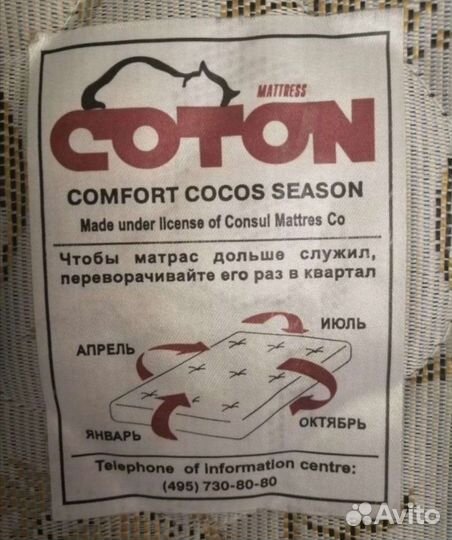 MATTRESS
COTON
COMFORT COCOS SEASON
Made under license of Consul Mattres Co
Чтобы матрас дольше служил,
переворачивайте его раз в квартал
ИЮЛЬ
АПРЕЛЬ
ОКТЯБРЬ
ЯНВАРЬ
Telephone of information centre:
(495) 730-80-80
Avito